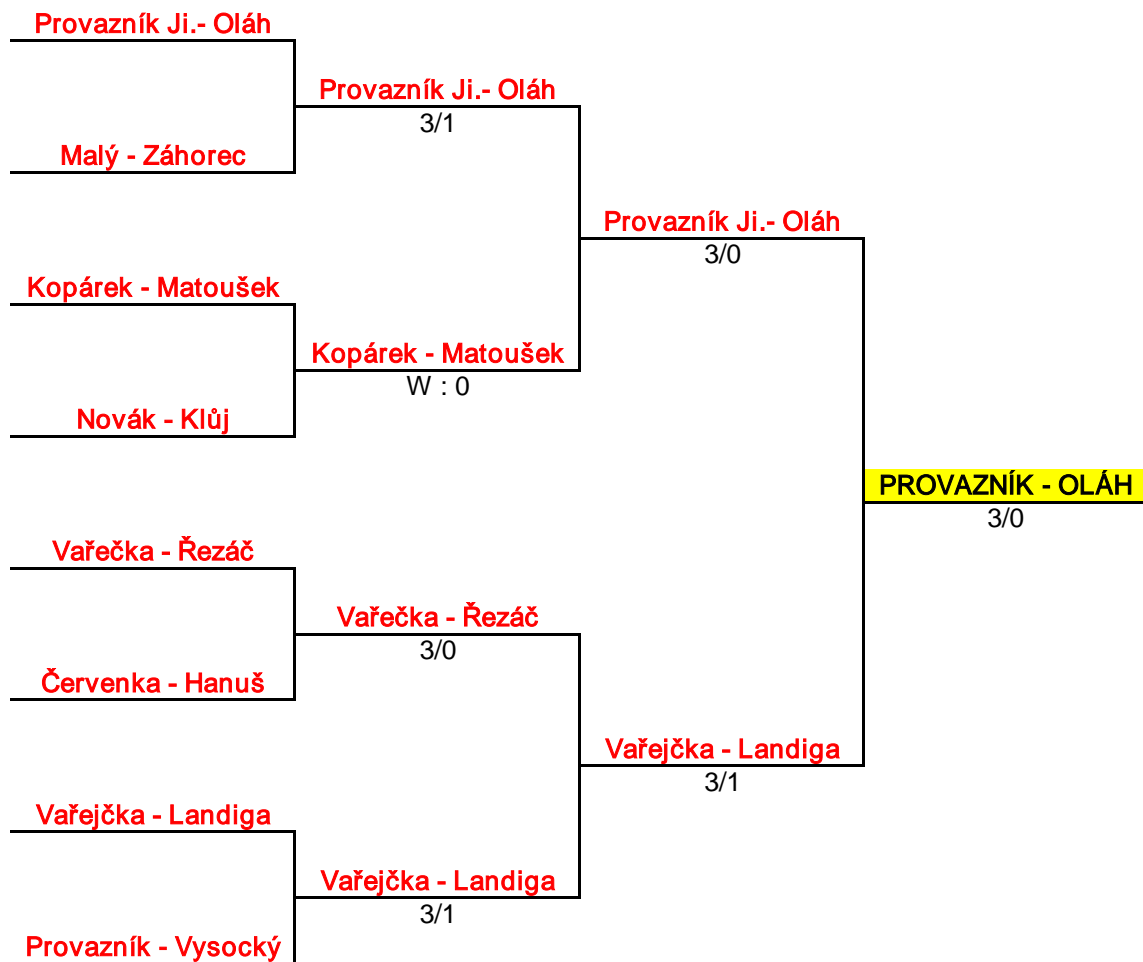 Provazník Ji.- Oláh
Provazník Ji.- Oláh
3/1
Malý - Záhorec
Provazník Ji.- Oláh
3/0
Kopárek - Matoušek
Kopárek - Matoušek
W : 0
Novák - Klůj
PROVAZNÍK - OLÁH
3/0
Vařečka - Řezáč
Vařečka - Řezáč
3/0
Červenka - Hanuš
Vařejčka - Landiga
3/1
Vařejčka - Landiga
Vařejčka - Landiga
3/1
Provazník - Vysocký